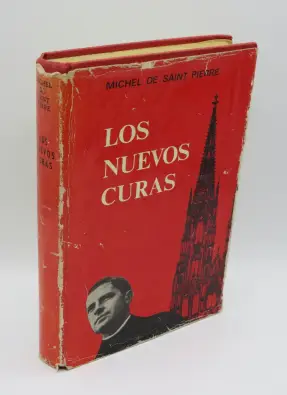 MICHEL DE SAINT PIERRE
LOS
NUEVOS
CURAS